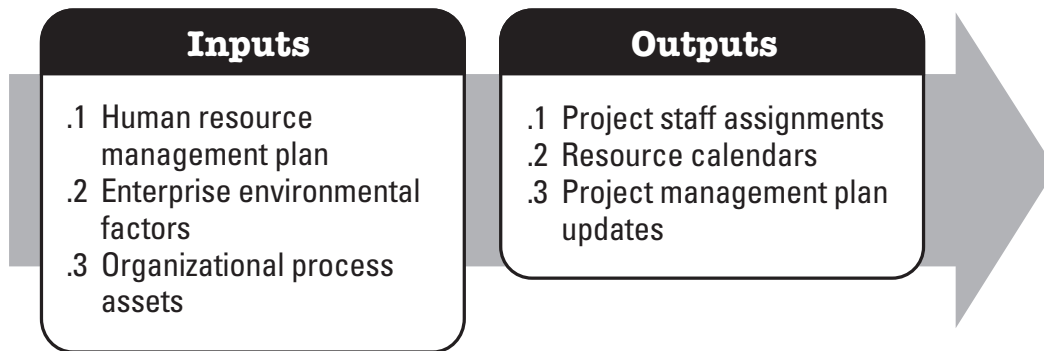 Inputs
.1 Human resource
management plan
.2 Enterprise environmental
factors
.3 Organizational process
assets
Outputs
.1 Project staff assignments
.2 Resource calendars
.3 Project management plan
updates